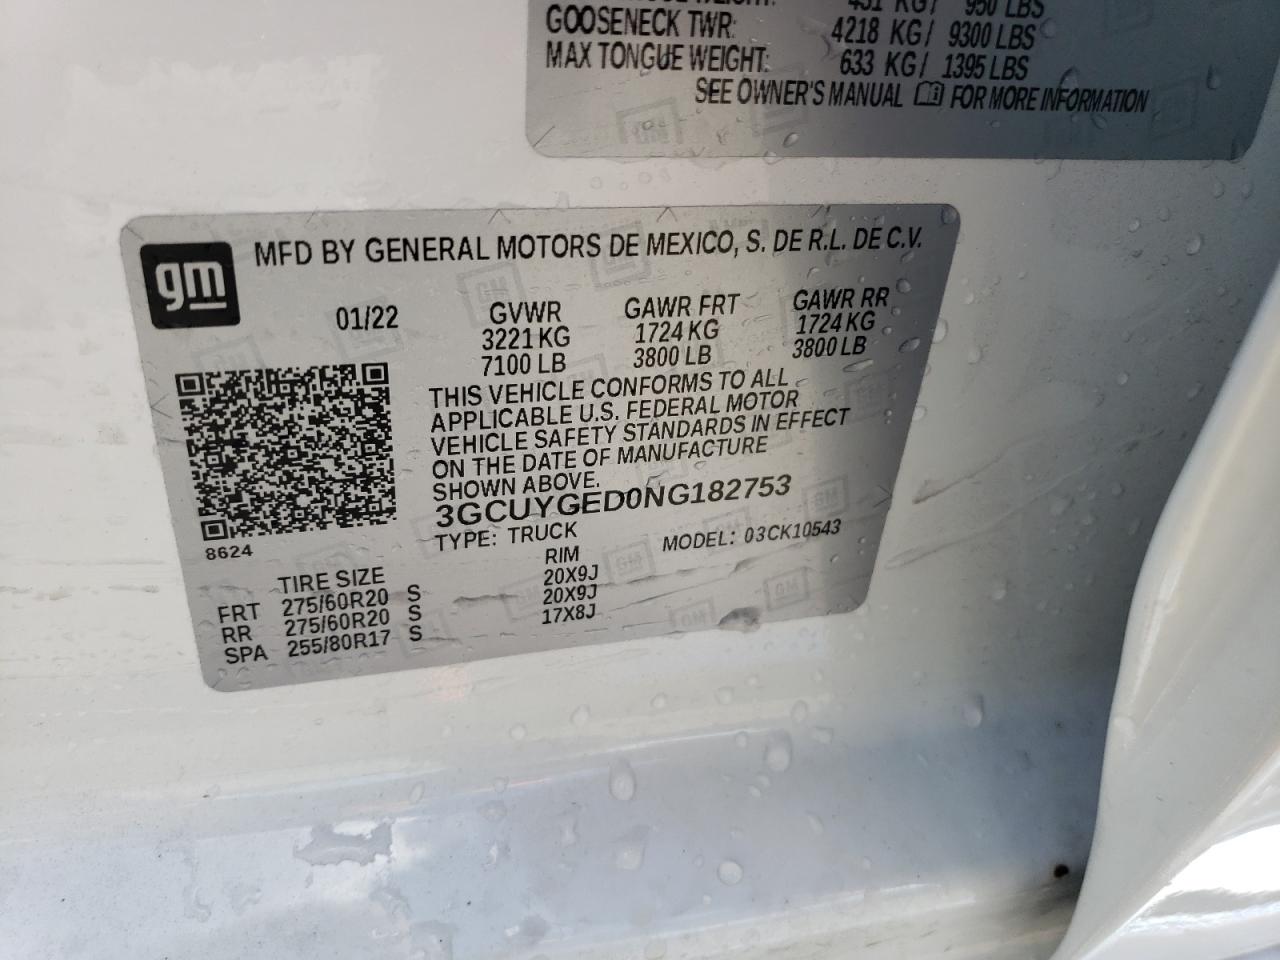 431 KG/ 950 LBS
GOOSENECK TWR: 4218 KG/ 9300 LBS
MAX TONGUE WEIGHT: 633 KG/ 1395 LBS
SEE OWNER'S MANUAL FOR MORE INFORMATION
gm
MFD BY GENERAL MOTORS DE MEXICO, S. DE R.L. DE C.V.
01/22 GVWR GAWR FRT GAWR RR
3221 KG 1724 KG 1724 KG
7100 LB 3800 LB 3800 LB
THIS VEHICLE CONFORMS TO ALL
APPLICABLE U.S. FEDERAL MOTOR
VEHICLE SAFETY STANDARDS IN EFFECT
ON THE DATE OF MANUFACTURE
SHOWN ABOVE.
3GCUYGED0NG182753
8624
TYPE: TRUCK MODEL: 03CK10543
TIRE SIZE RIM
FRT 275/60R20 S 20X9J
RR 275/60R20 S 20X9J
SPA 255/80R17 S 17X8J